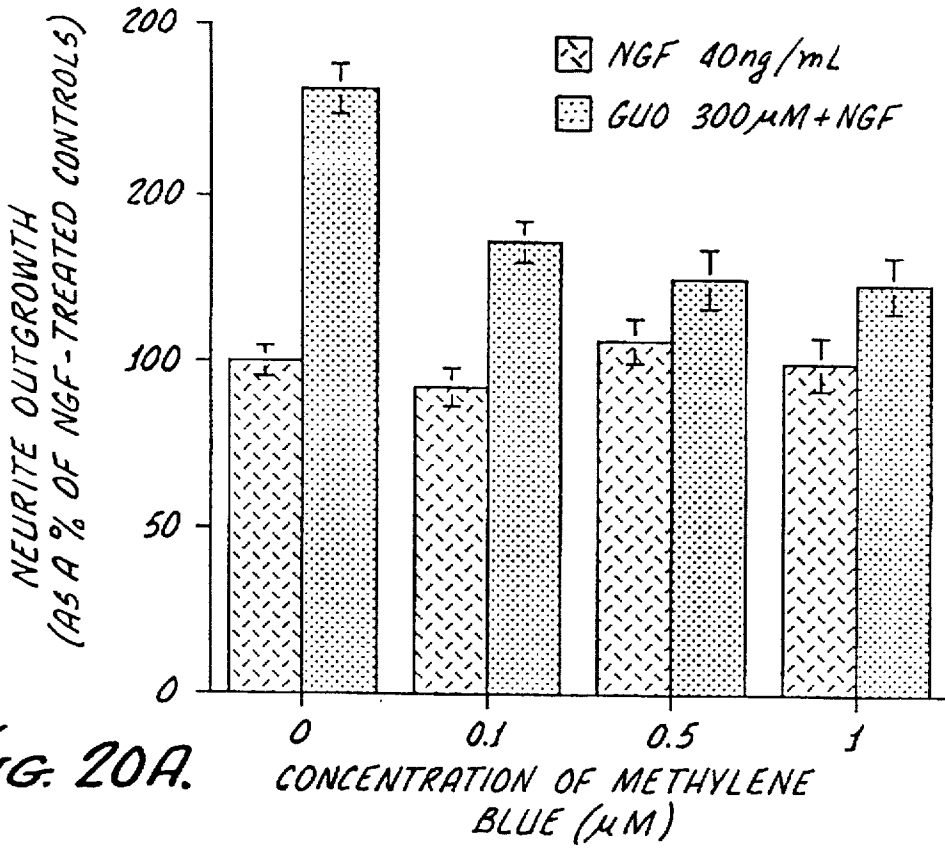 NEURITE OUTGROWTH
(AS A % OF NGF-TREATED CONTROLS)
200
200
100
50
0
NGF 40ng/mL
GUO 300µM+NGF
0
0.1
0.5
1
CONCENTRATION OF METHYLENE
BLUE (µM)
20A.